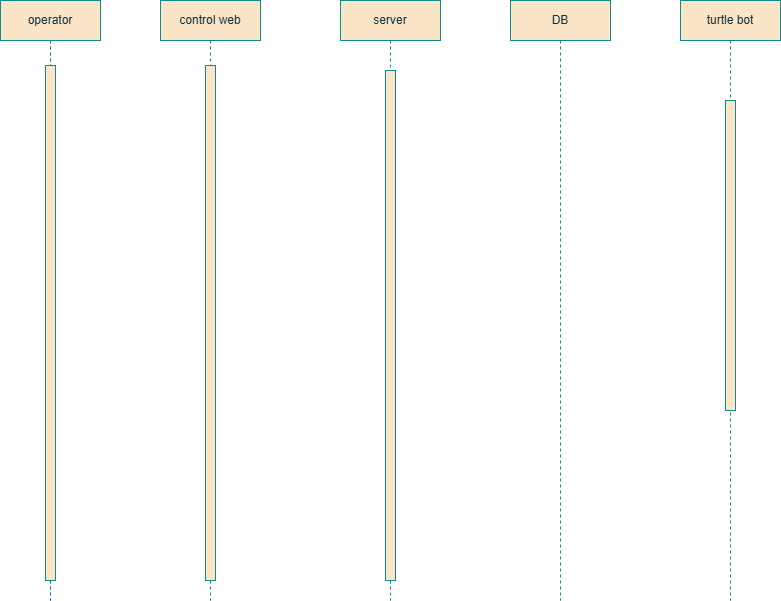 operator
control web
server
DB
turtle bot